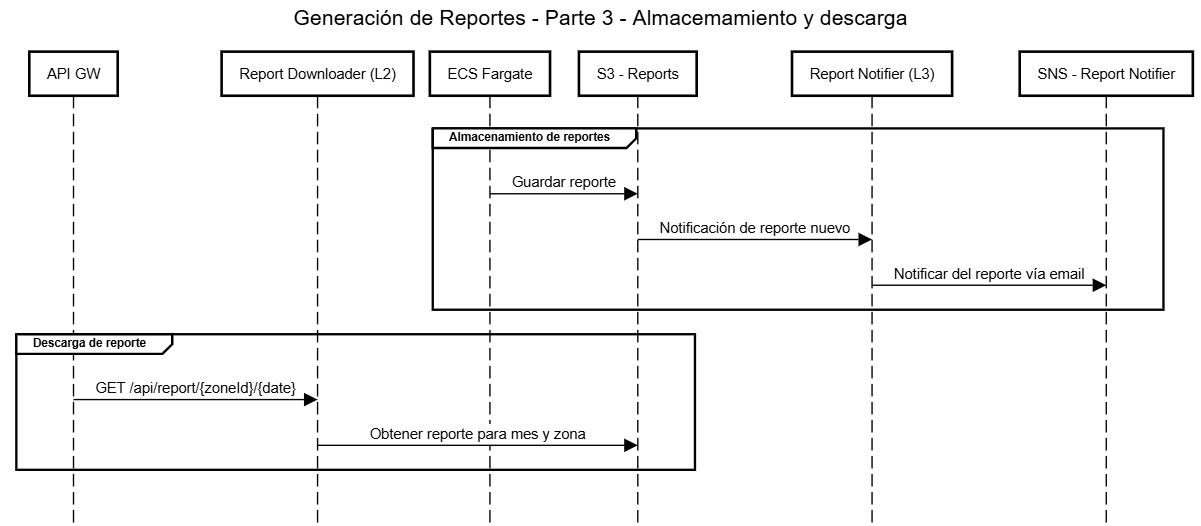 Generación de Reportes - Parte 3 - Almacemamiento y descarga
API GW
Report Downloader (L2)
ECS Fargate
S3 - Reports
Report Notifier (L3)
SNS - Report Notifier
Almacenamiento de reportes
Guardar reporte
Notificación de reporte nuevo
Notificar del reporte vía email
Descarga de reporte
GET /api/report/{zoneId}/{date}
Obtener reporte para mes y zona